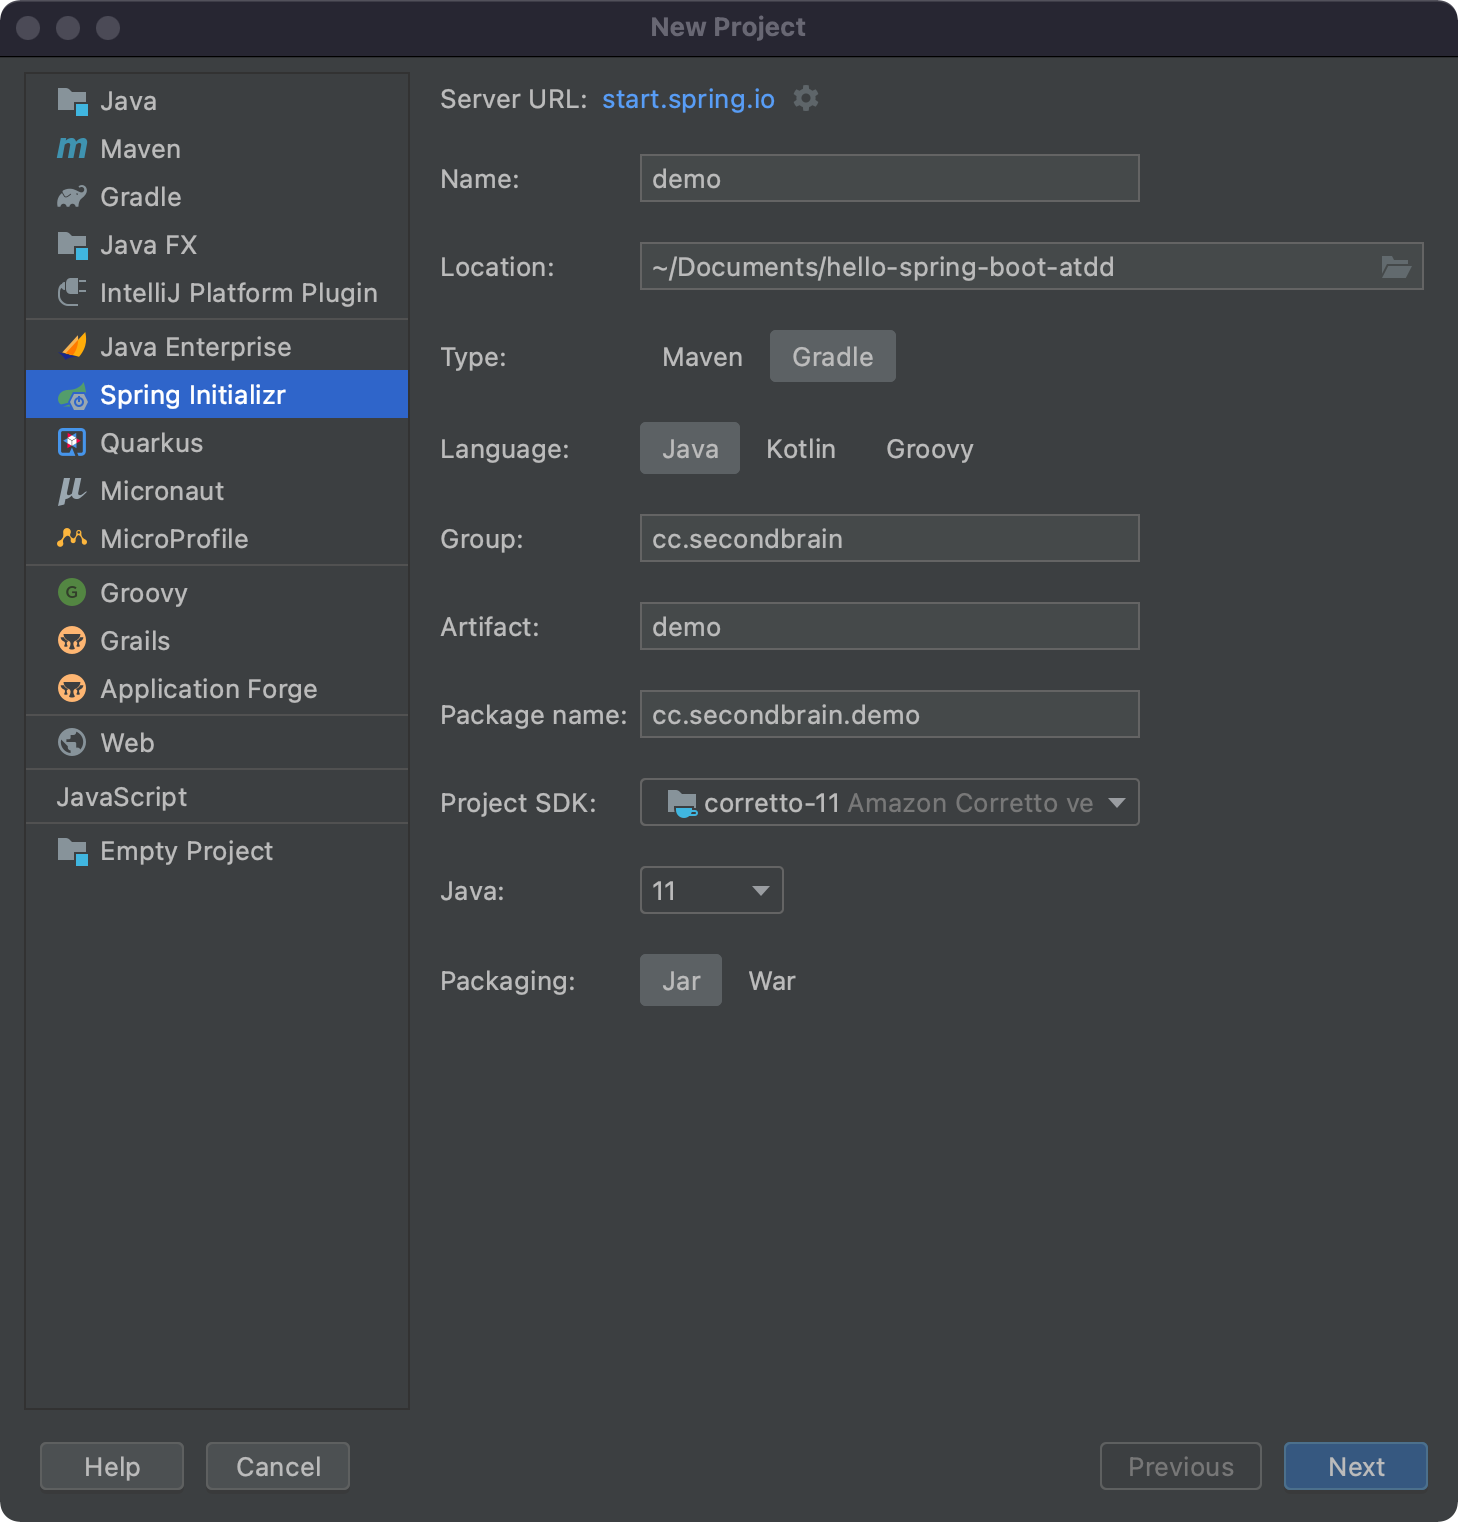 New Project
Java
Maven
Gradle
Java FX
IntelliJ Platform Plugin
Java Enterprise
Spring Initializr
Quarkus
Micronaut
MicroProfile
Groovy
Grails
Application Forge
Web
JavaScript
Empty Project
Server URL: start.spring.io
Name: demo
Location: ~/Documents/hello-spring-boot-atdd
Type: Maven Gradle
Language: Java Kotlin Groovy
Group: cc.secondbrain
Artifact: demo
Package name: cc.secondbrain.demo
Project SDK: corretto-11 Amazon Corretto ve
Java: 11
Packaging: Jar War
Help Cancel Previous Next